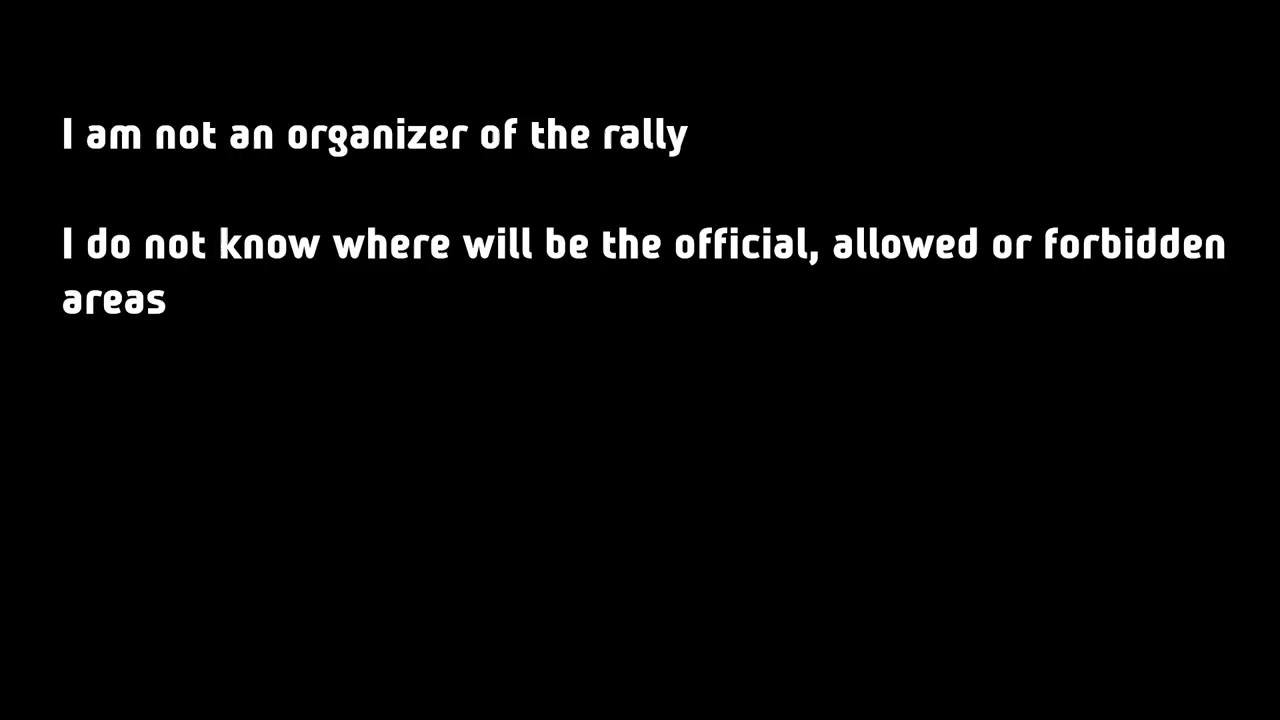 I am not an organizer of the rally
I do not know where will be the official, allowed or forbidden
areas